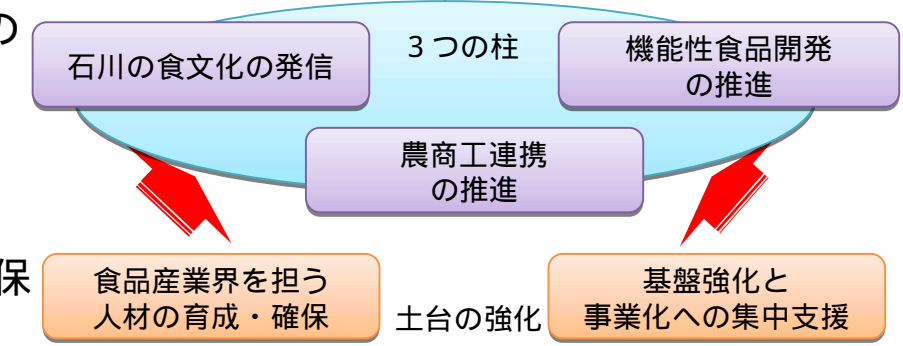 の
石川の食文化の発信
3つの柱
機能性食品開発
の推進
農商工連携
の推進
保
食品産業界を担う
人材の育成・確保
土台の強化
基盤強化と
事業化への集中支援